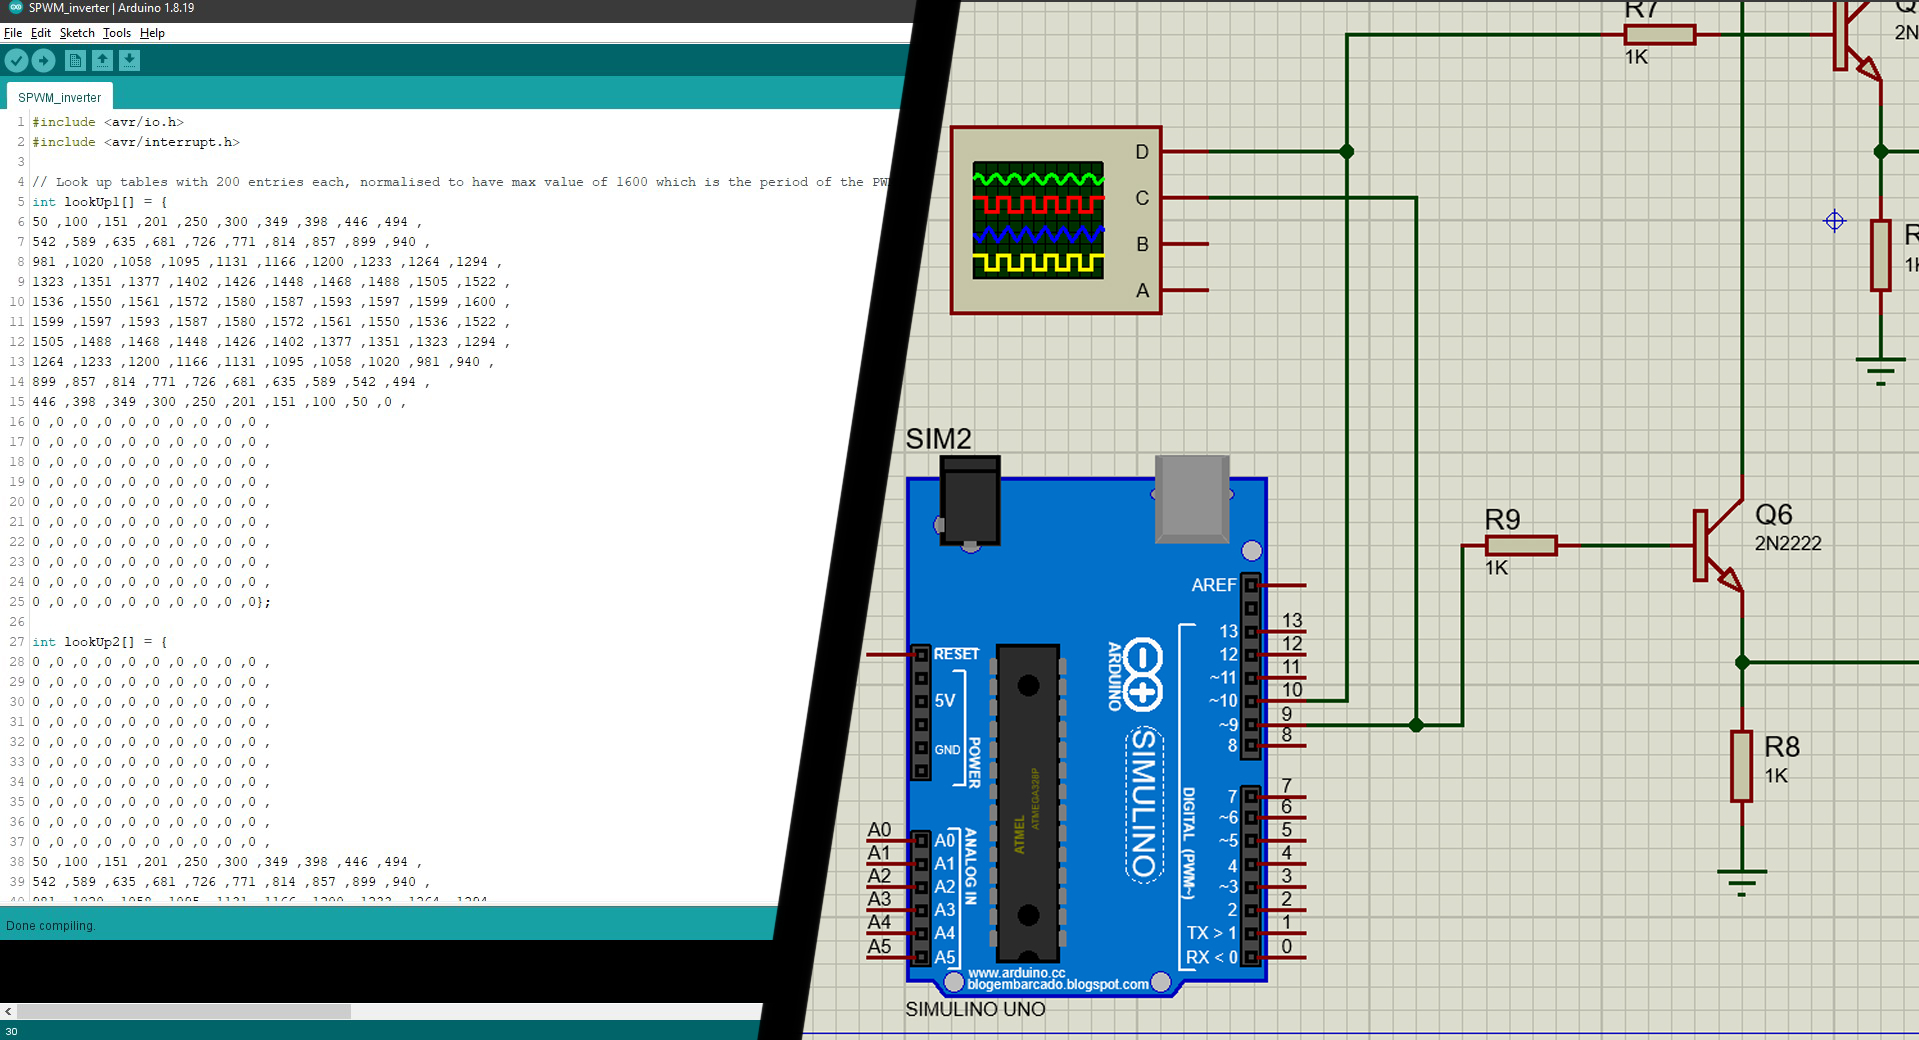 SPWM_inverter | Arduino 1.8.19
File Edit Sketch Tools Help
SPWM_inverter
1 #include <avr/io.h>
2 #include <avr/interrupt.h>
3
4 // Look up tables with 200 entries each, normalised to have max value of 1600 which is the period of the PW
5 int lookUp1[] = {
6 50 ,100 ,151 ,201 ,250 ,300 ,349 ,398 ,446 ,494 ,
7 542 ,589 ,635 ,681 ,726 ,771 ,814 ,857 ,899 ,940 ,
8 981 ,1020 ,1058 ,1095 ,1131 ,1166 ,1200 ,1233 ,1264 ,1294 ,
9 1323 ,1351 ,1377 ,1402 ,1426 ,1448 ,1468 ,1488 ,1505 ,1522 ,
10 1536 ,1550 ,1561 ,1572 ,1580 ,1587 ,1593 ,1597 ,1599 ,1600 ,
11 1599 ,1597 ,1593 ,1587 ,1580 ,1572 ,1561 ,1550 ,1536 ,1522 ,
12 1505 ,1488 ,1468 ,1448 ,1426 ,1402 ,1377 ,1351 ,1323 ,1294 ,
13 1264 ,1233 ,1200 ,1166 ,1131 ,1095 ,1058 ,1020 ,981 ,940 ,
14 899 ,857 ,814 ,771 ,726 ,681 ,635 ,589 ,542 ,494 ,
15 446 ,398 ,349 ,300 ,250 ,201 ,151 ,100 ,50 ,0 ,
16 0 ,0 ,0 ,0 ,0 ,0 ,0 ,0 ,0 ,0 ,
17 0 ,0 ,0 ,0 ,0 ,0 ,0 ,0 ,0 ,0 ,
18 0 ,0 ,0 ,0 ,0 ,0 ,0 ,0 ,0 ,0 ,
19 0 ,0 ,0 ,0 ,0 ,0 ,0 ,0 ,0 ,0 ,
20 0 ,0 ,0 ,0 ,0 ,0 ,0 ,0 ,0 ,0 ,
21 0 ,0 ,0 ,0 ,0 ,0 ,0 ,0 ,0 ,0 ,
22 0 ,0 ,0 ,0 ,0 ,0 ,0 ,0 ,0 ,0 ,
23 0 ,0 ,0 ,0 ,0 ,0 ,0 ,0 ,0 ,0 ,
24 0 ,0 ,0 ,0 ,0 ,0 ,0 ,0 ,0 ,0 ,
25 0 ,0 ,0 ,0 ,0 ,0 ,0 ,0 ,0 ,0};
26
27 int lookUp2[] = {
28 0 ,0 ,0 ,0 ,0 ,0 ,0 ,0 ,0 ,0 ,
29 0 ,0 ,0 ,0 ,0 ,0 ,0 ,0 ,0 ,0 ,
30 0 ,0 ,0 ,0 ,0 ,0 ,0 ,0 ,0 ,0 ,
31 0 ,0 ,0 ,0 ,0 ,0 ,0 ,0 ,0 ,0 ,
32 0 ,0 ,0 ,0 ,0 ,0 ,0 ,0 ,0 ,0 ,
33 0 ,0 ,0 ,0 ,0 ,0 ,0 ,0 ,0 ,0 ,
34 0 ,0 ,0 ,0 ,0 ,0 ,0 ,0 ,0 ,0 ,
35 0 ,0 ,0 ,0 ,0 ,0 ,0 ,0 ,0 ,0 ,
36 0 ,0 ,0 ,0 ,0 ,0 ,0 ,0 ,0 ,0 ,
37 0 ,0 ,0 ,0 ,0 ,0 ,0 ,0 ,0 ,0 ,
38 50 ,100 ,151 ,201 ,250 ,300 ,349 ,398 ,446 ,494 ,
39 542 ,589 ,635 ,681 ,726 ,771 ,814 ,857 ,899 ,940 ,
40 981 ,1020 ,1058 ,1095 ,1131 ,1166 ,1200 ,1233 ,1264 ,1294
Done compiling.
30
R7
1K
Q
2N
D
C
B
A
R
1K
SIM2
R9
1K
Q6
2N2222
R8
1K
AREF
13 13
12 12
~11 11
~10 10
~9 9
8 8
7 7
~6 6
~5 5
4 4
~3 3
2 2
TX > 1 1
RX < 0 0
RESET
5V
GND
POWER
A0 A0
A1 A1
A2 A2
A3 A3
A4 A4
A5 A5
ANALOG IN
ATMEL
ATMEGA328P
ARDUINO
SIMULINO
DIGITAL (PWM~)
www.arduino.cc
blogembarcado.blogspot.com
SIMULINO UNO